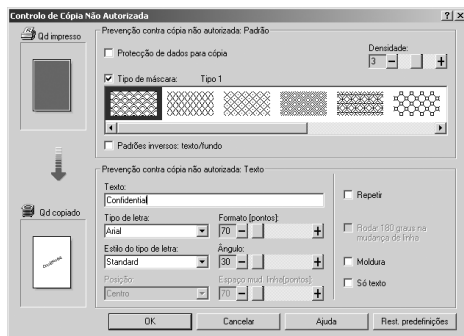 Controlo de Cópia Não Autorizada
Qd impresso
Prevenção contra cópia não autorizada: Padrão
Protecção de dados para cópia
Densidade:
3
Tipo de máscara: Tipo 1
Padrões inversos: texto/fundo
Qd copiado
Prevenção contra cópia não autorizada: Texto
Texto:
Confidential
Repetir
Tipo de letra:
Formato [pontos]:
Arial
70
Rodar 180 graus na mudança de linha
Estilo do tipo de letra:
Ângulo:
Standard
30
Moldura
Posição:
Espaço mud. linha[pontos]:
Centro
70
Só texto
OK
Cancelar
Ajuda
Rest. predefinições